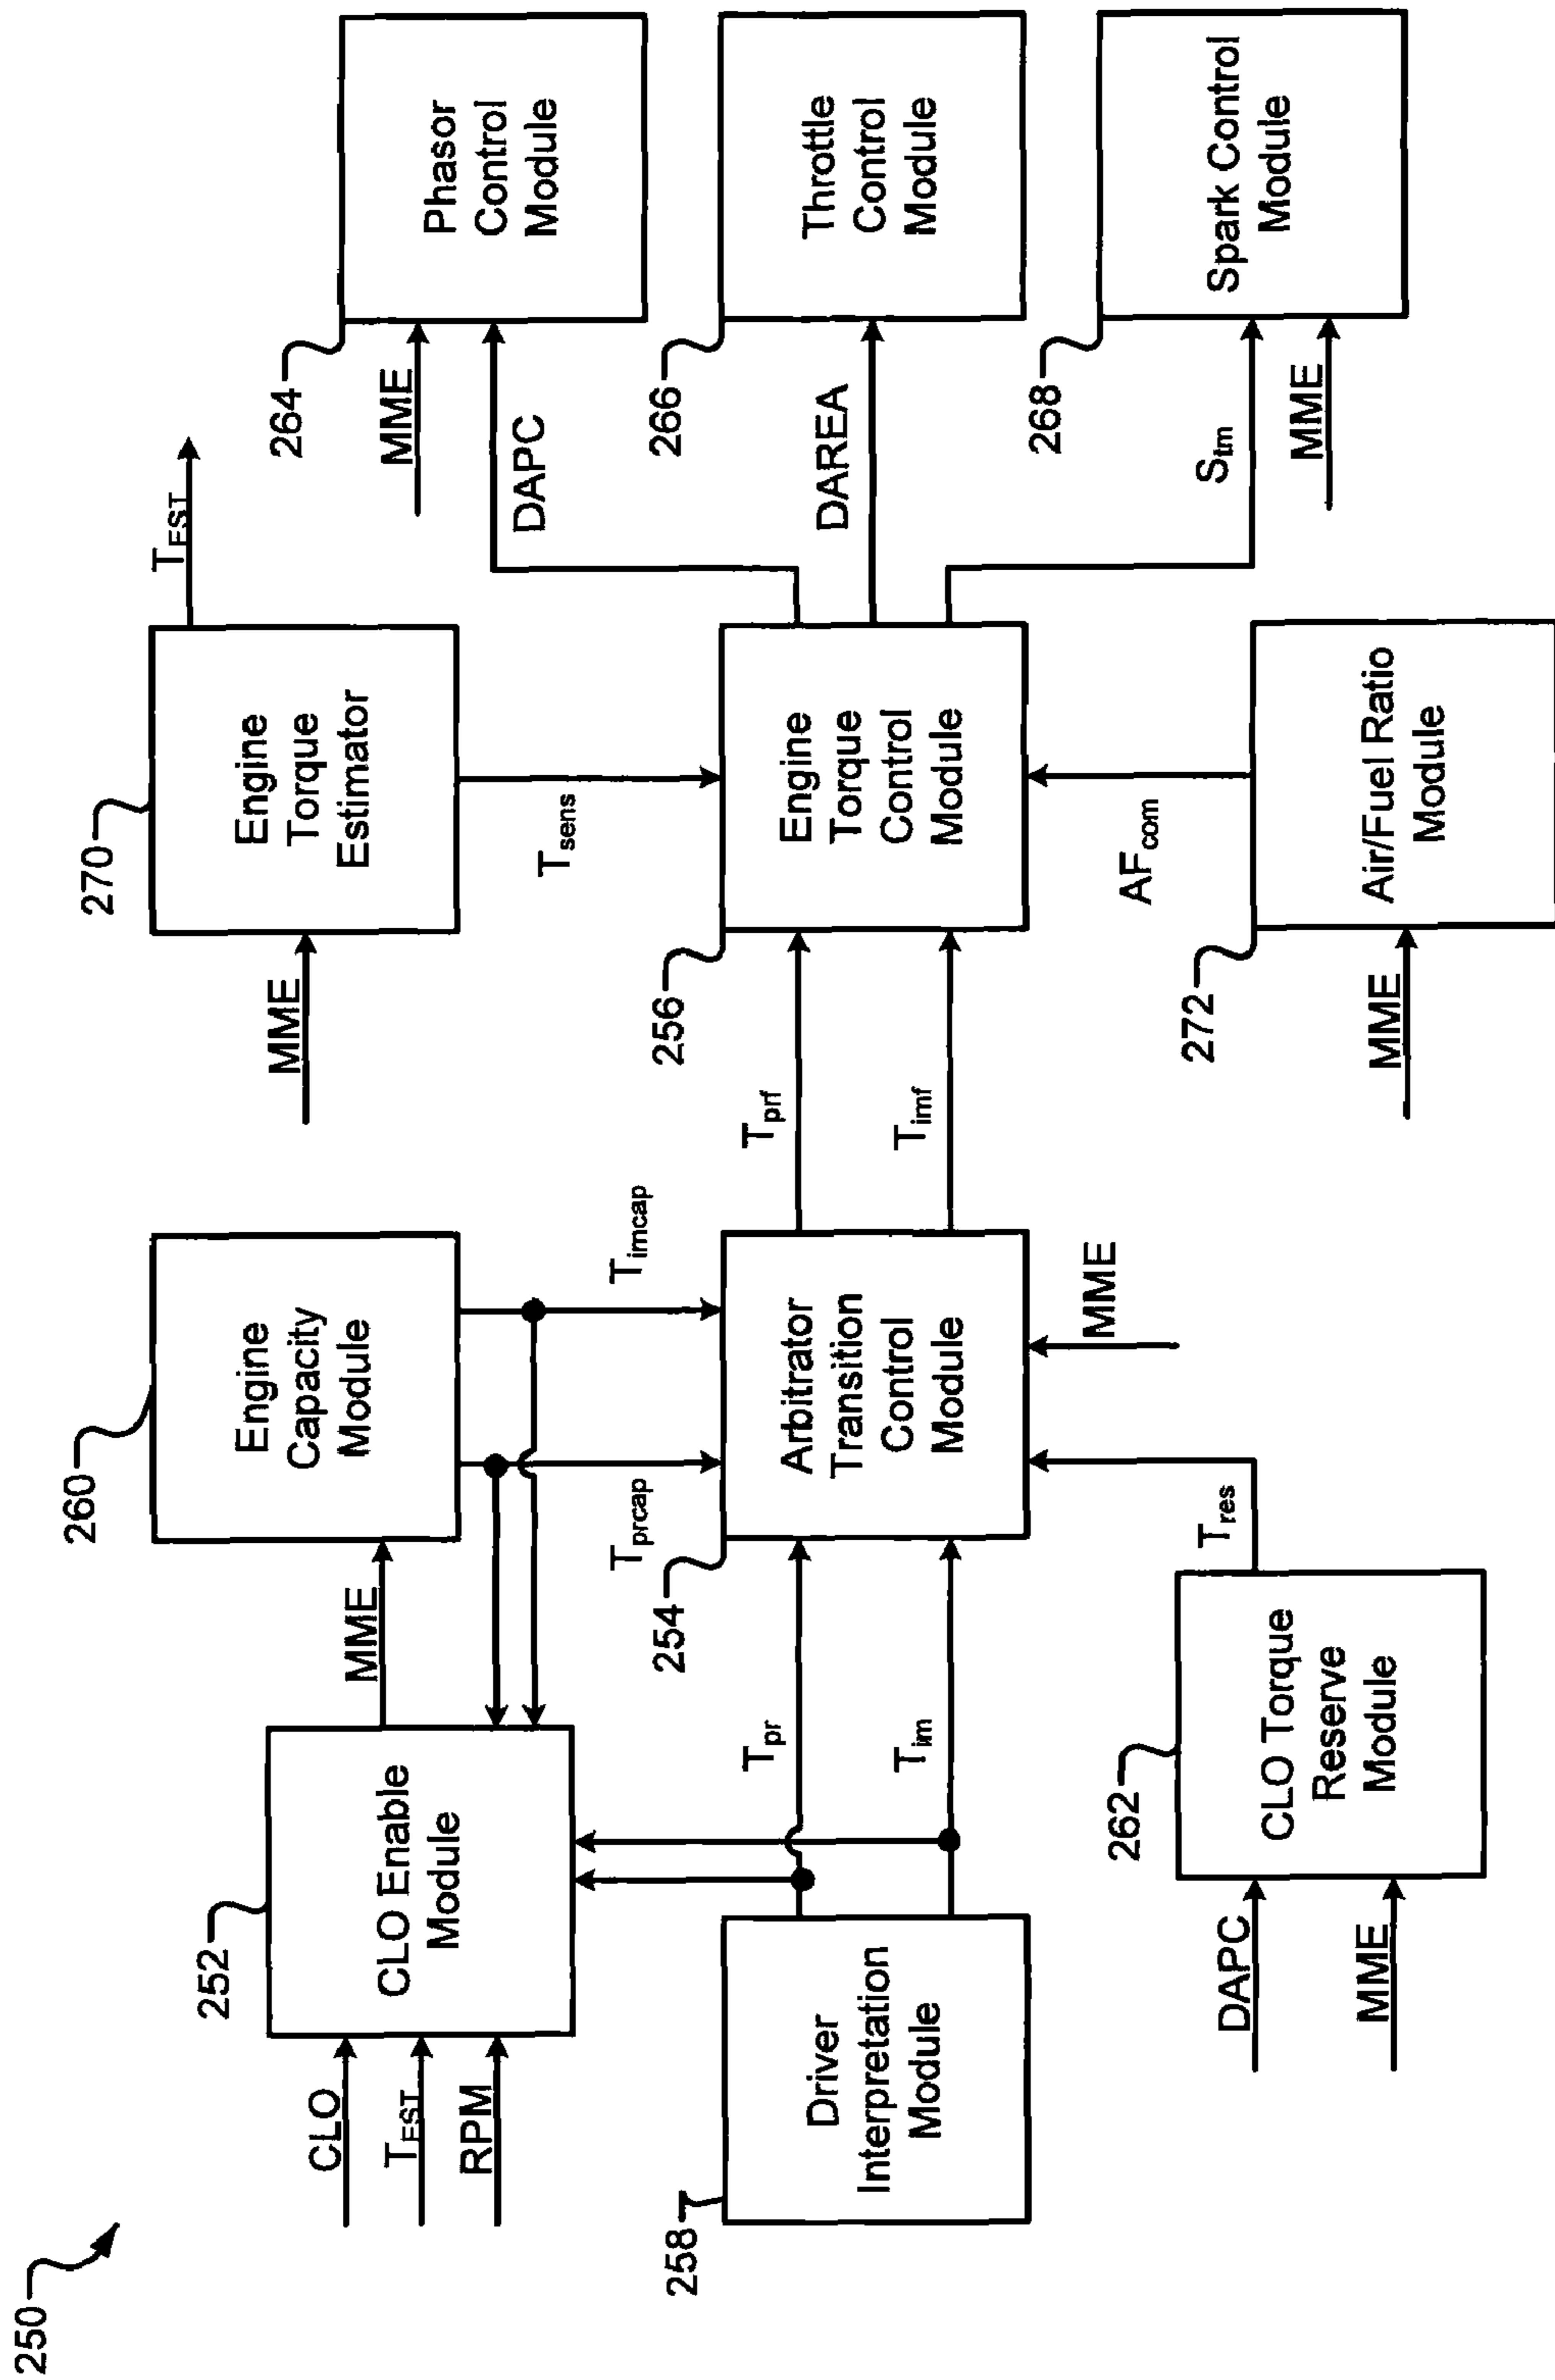 250
CLO
T_EST
RPM
252
CLO Enable
Module
MME
260
Engine
Capacity
Module
T_prcap
T_imcap
MME
270
Engine
Torque
Estimator
T_EST
T_sens
258
Driver
Interpretation
Module
T_pr
T_im
254
Arbitrator
Transition
Control
Module
MME
T_prf
T_imf
256
Engine
Torque
Control
Module
DAPC
MME
264
Phasor
Control
Module
DAREA
266
Throttle
Control
Module
S_tm
MME
268
Spark Control
Module
DAPC
MME
262
CLO Torque
Reserve
Module
T_res
MME
272
Air/Fuel Ratio
Module
AF_com